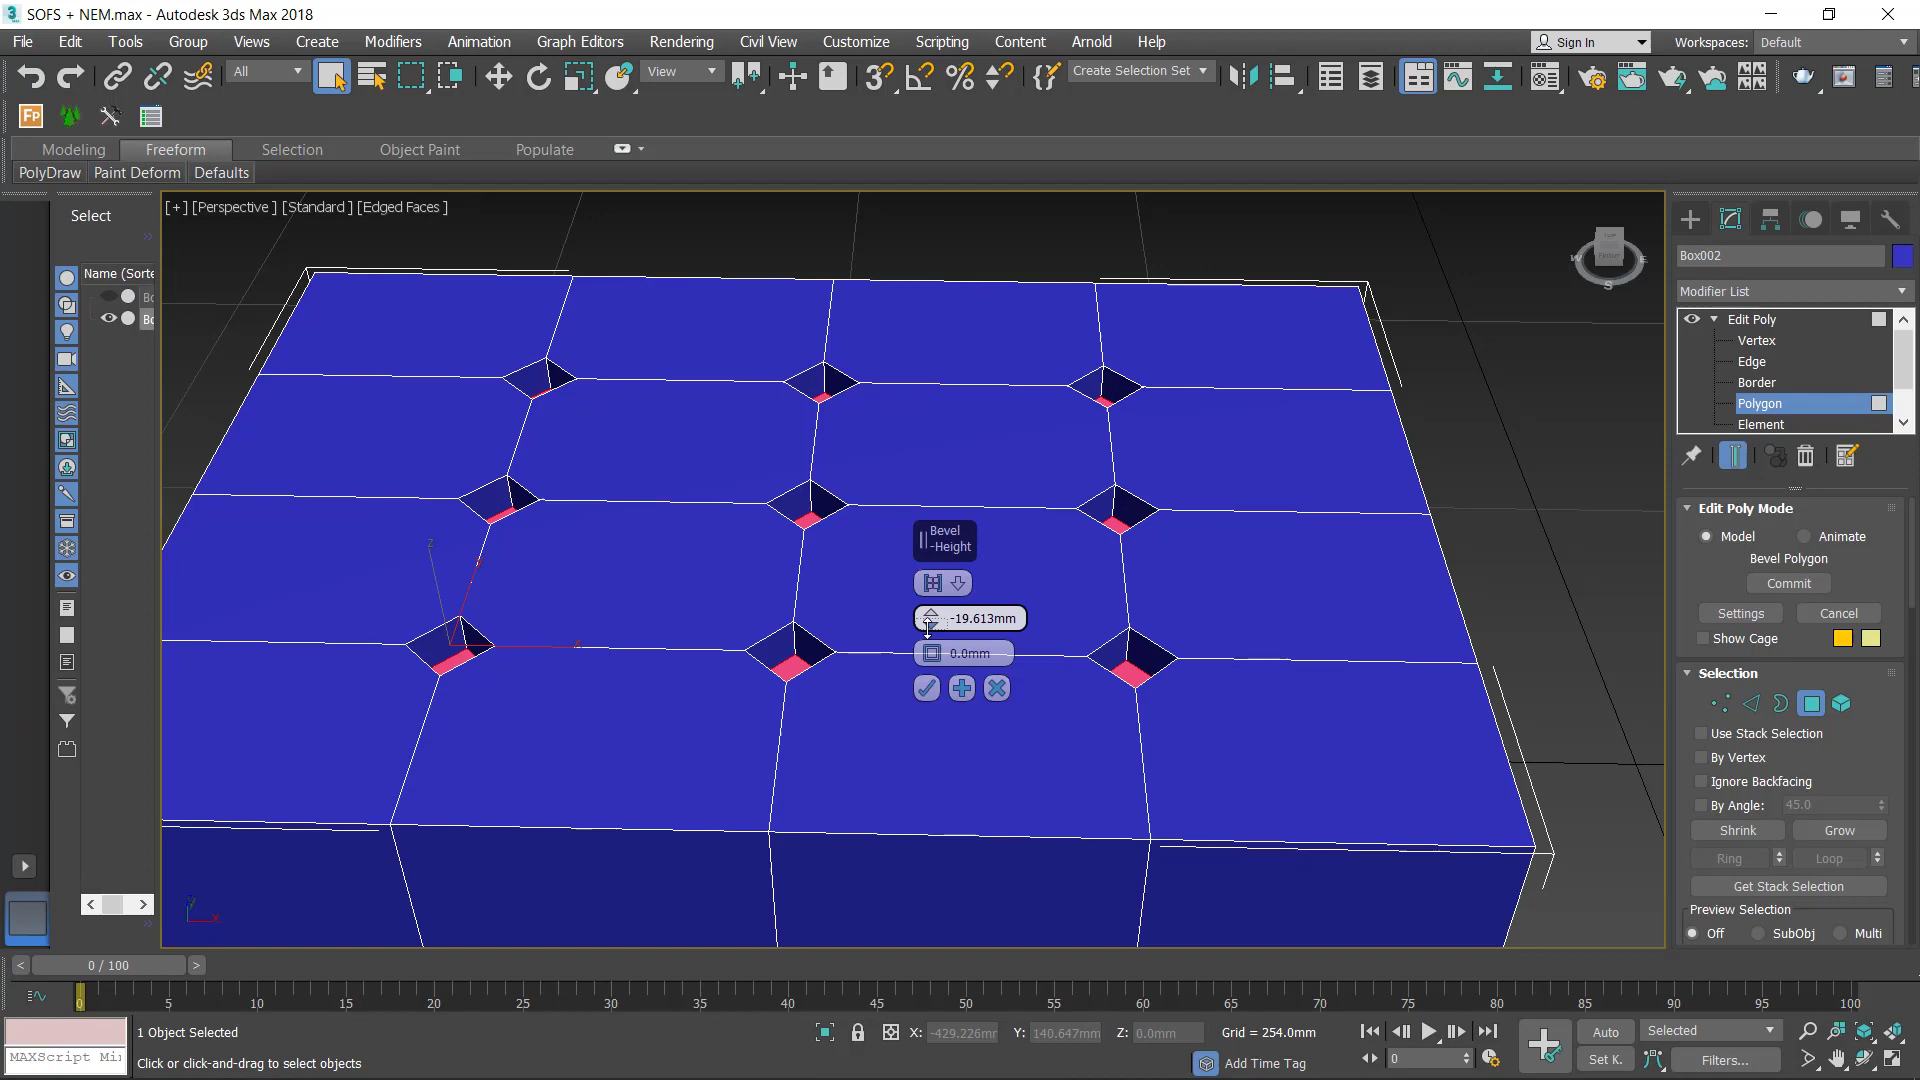 SOFS + NEM.max - Autodesk 3ds Max 2018
File Edit Tools Group Views Create Modifiers Animation Graph Editors Rendering Civil View Customize Scripting Content Arnold Help
Sign In
Workspaces: Default
All
View
Create Selection Set
Fp
Modeling Freeform Selection Object Paint Populate
PolyDraw Paint Deform Defaults
Select
Name (Sorte
Bo
Bo
[+] [Perspective ] [Standard ] [Edged Faces ]
TOP
W
E
S
z
x
Bevel
-Height
-19.613mm
0.0mm
y
x
Box002
Modifier List
Edit Poly
Vertex
Edge
Border
Polygon
Element
Edit Poly Mode
Model Animate
Bevel Polygon
Commit
Settings Cancel
Show Cage
Selection
Use Stack Selection
By Vertex
Ignore Backfacing
By Angle: 45.0
Shrink Grow
Ring Loop
Get Stack Selection
Preview Selection
Off SubObj Multi
< 0 / 100 >
0 5 10 15 20 25 30 35 40 45 50 55 60 65 70 75 80 85 90 95 100
1 Object Selected
X: -429.226mm Y: 140.647mm Z: 0.0mm Grid = 254.0mm
MAXScript Mi
Click or click-and-drag to select objects
Add Time Tag
Auto Selected
0
Set K. Filters...